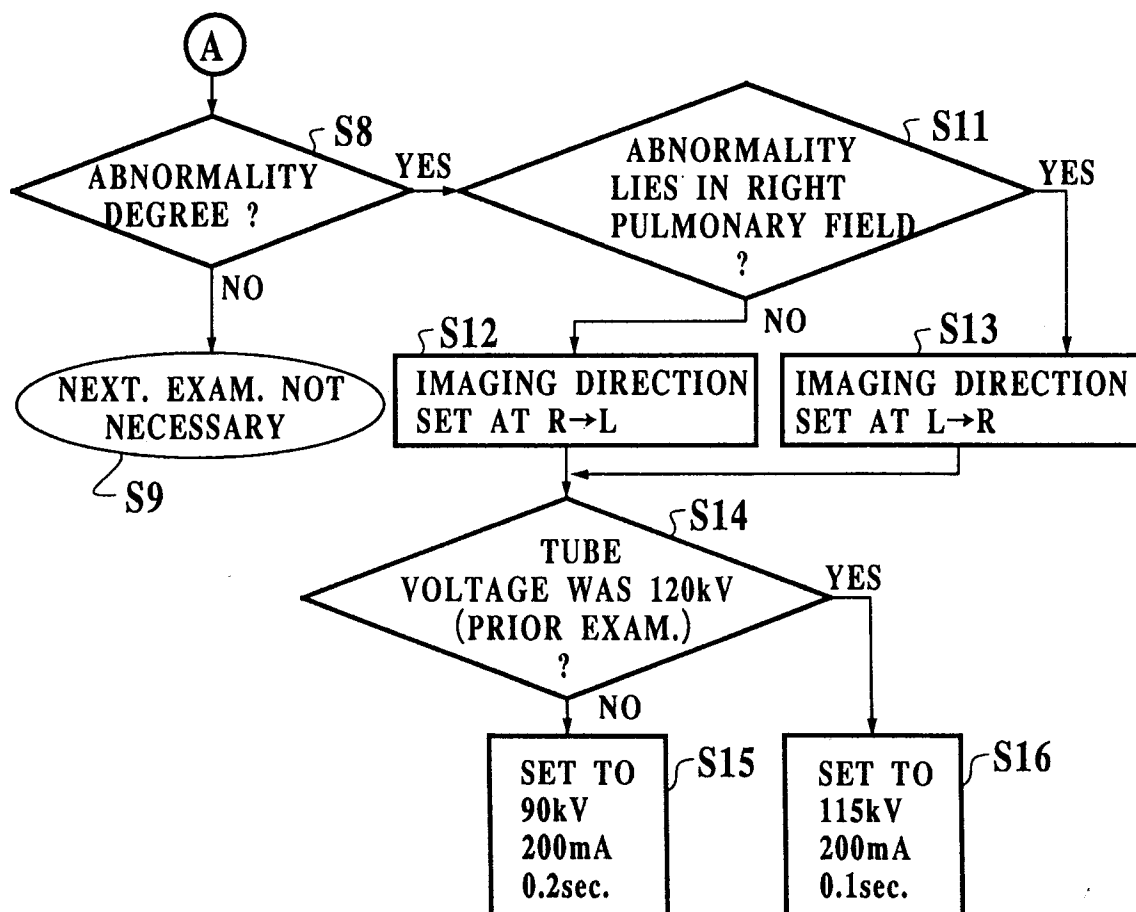 A
S8
ABNORMALITY
DEGREE ?
YES
NO
S11
ABNORMALITY
LIES IN RIGHT
PULMONARY FIELD
?
YES
NO
NEXT. EXAM. NOT
NECESSARY
S9
S12
IMAGING DIRECTION
SET AT R→L
S13
IMAGING DIRECTION
SET AT L→R
S14
TUBE
VOLTAGE WAS 120kV
(PRIOR EXAM.)
?
YES
NO
S15
SET TO
90kV
200mA
0.2sec.
S16
SET TO
115kV
200mA
0.1sec.